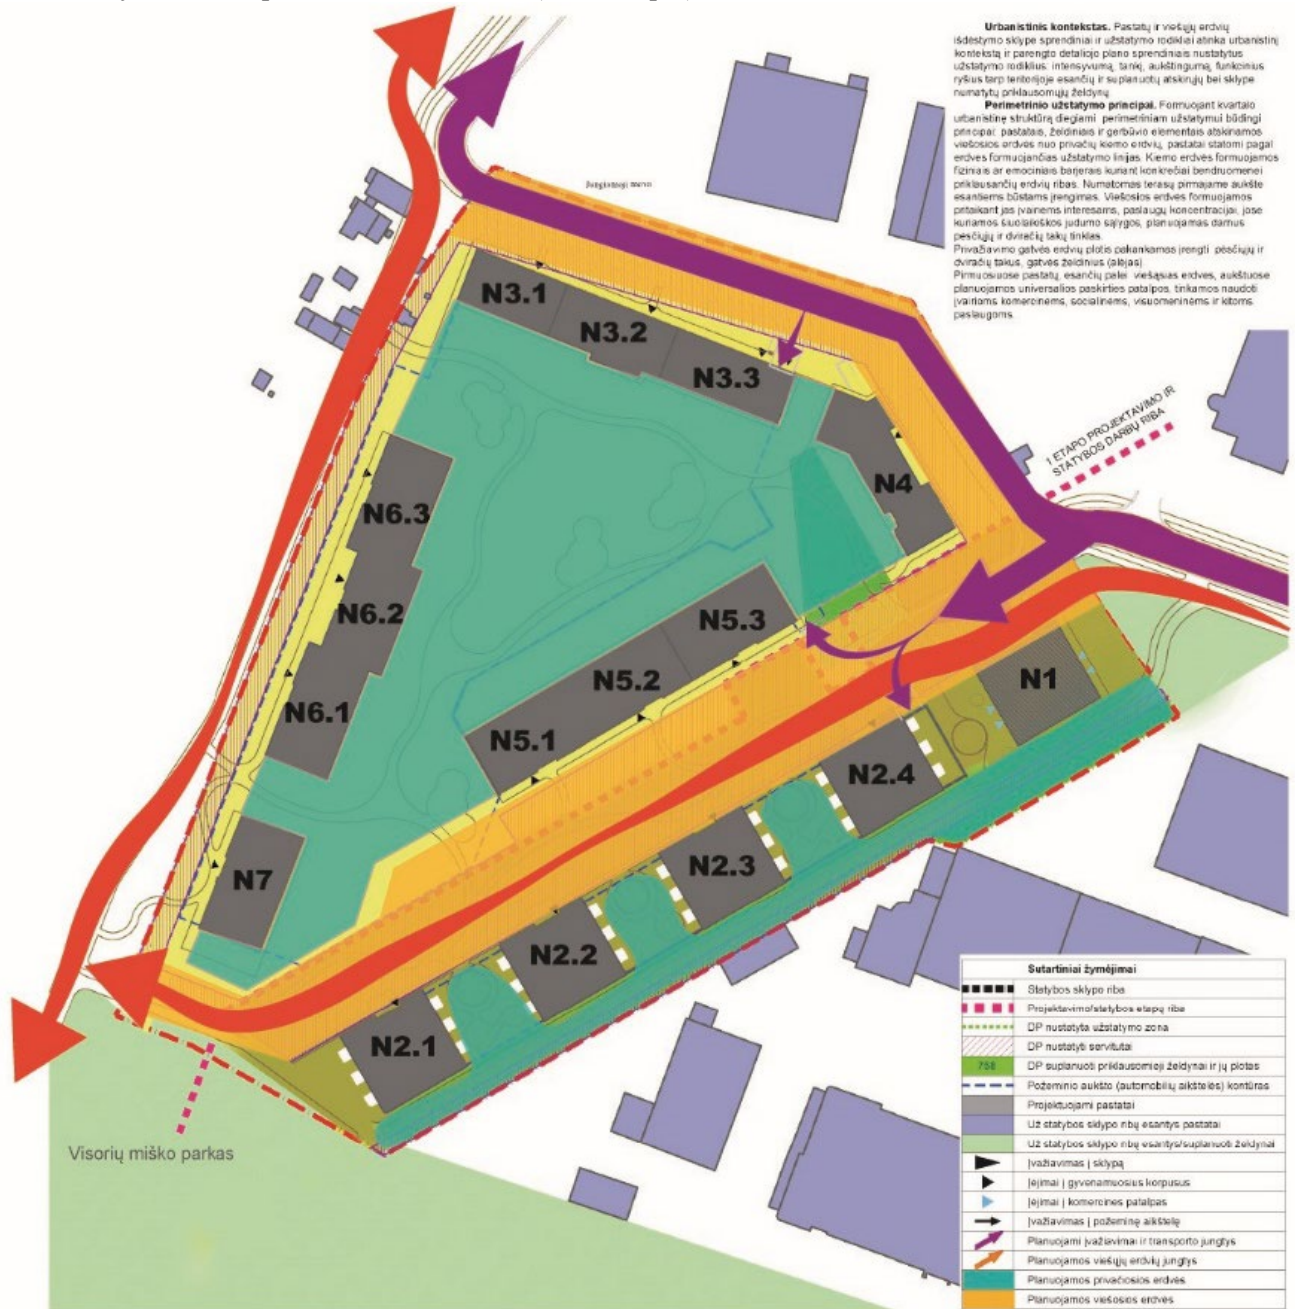 Urbanistinis kontekstas. Pastatų ir viešųjų erdvių
išdėstymo sklype sprendiniai ir užstatymo rodikliai atinka urbanistinį
kontekstą ir parengto detaliojo plano sprendiniais nustatytus
užstatymo rodiklius: intensyvumą, tankį, aukštingumą, funkcinius
ryšius tarp teritorijoje esančių ir suplanuotų atskirųjų bei sklype
numatytų priklausomųjų želdynų
Perimetrinio užstatymo principai. Formuojant kvartalo
urbanistinę struktūrą diegiami perimetriniam užstatymui būdingi
principai: pastatais, želdiniais ir gerbūvio elementais atskiriamos
viešosios erdvės nuo privačių kiemo erdvių, pastatai statomi pagal
erdves formuojančias užstatymo linijas. Kiemo erdvės formuojamos
fiziniais ar emociniais barjerais kuriant konkrečiai bendruomenei
priklausančių erdvių ribas. Numatomas terasų pirmajame aukšte
esantiems būstams įrengimas. Viešosios erdvės formuojamos
pritaikant jas įvairiems interesams, paslaugų koncentracijai, jose
kuriamos šiuolaikiškos judumo sąlygos, planuojamas darnus
pėsčiųjų ir dviračių takų tinklas.
Privažiavimo gatvės erdvių plotis pakankamas įrengti pėsčiųjų ir
dviračių takus, gatvės želdinius (alėjas)
Pirmuosiuose pastatų, esančių palei viešąsias erdves, aukštuose
planuojamos universalios paskirties patalpos, tinkamos naudoti
įvairioms komercinėms, socialinėms, visuomeninėms ir kitoms
paslaugoms.
1 ETAPO PROJEKTAVIMO IR
STATYBOS DARBŲ RIBA
N3.1
N3.2
N3.3
N4
N6.3
N6.2
N6.1
N5.3
N5.2
N5.1
N1
N2.4
N2.3
N2.2
N2.1
N7
Visorių miško parkas
Sutartiniai žymėjimai
Statybos sklypo riba
Projektavimo/statybos etapų riba
DP nustatyta užstatymo zona
DP nustatyti servitutai
768 DP suplanuoti priklausomieji želdynai ir jų plotas
Požeminio aukšto (automobilių aikštelės) kontūras
Projektuojami pastatai
Už statybos sklypo ribų esantys pastatai
Už statybos sklypo ribų esantys/suplanuoti želdynai
Įvažiavimas į sklypą
Įėjimai į gyvenamuosius korpusus
Įėjimai į komercines patalpas
Įvažiavimas į požeminę aikštelę
Planuojami įvažiavimai ir transporto jungtys
Planuojamos viešųjų erdvių jungtys
Planuojamos privačiosios erdvės
Planuojamos viešosios erdvės